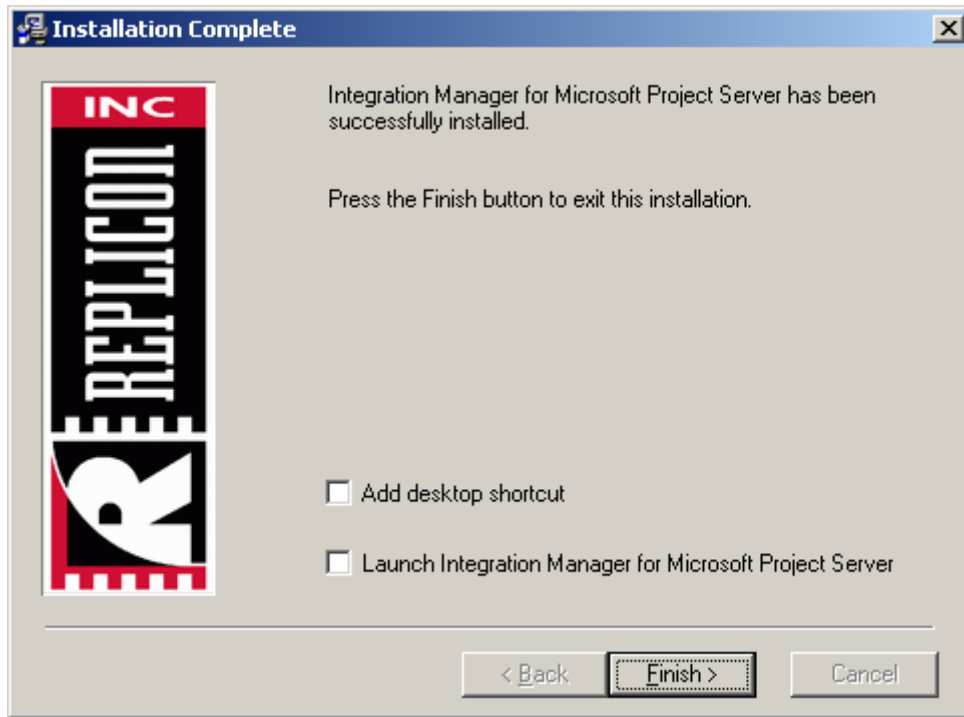 Installation Complete
INC
REPLICON
R
Integration Manager for Microsoft Project Server has been
successfully installed.
Press the Finish button to exit this installation.
Add desktop shortcut
Launch Integration Manager for Microsoft Project Server
< Back
Finish >
Cancel